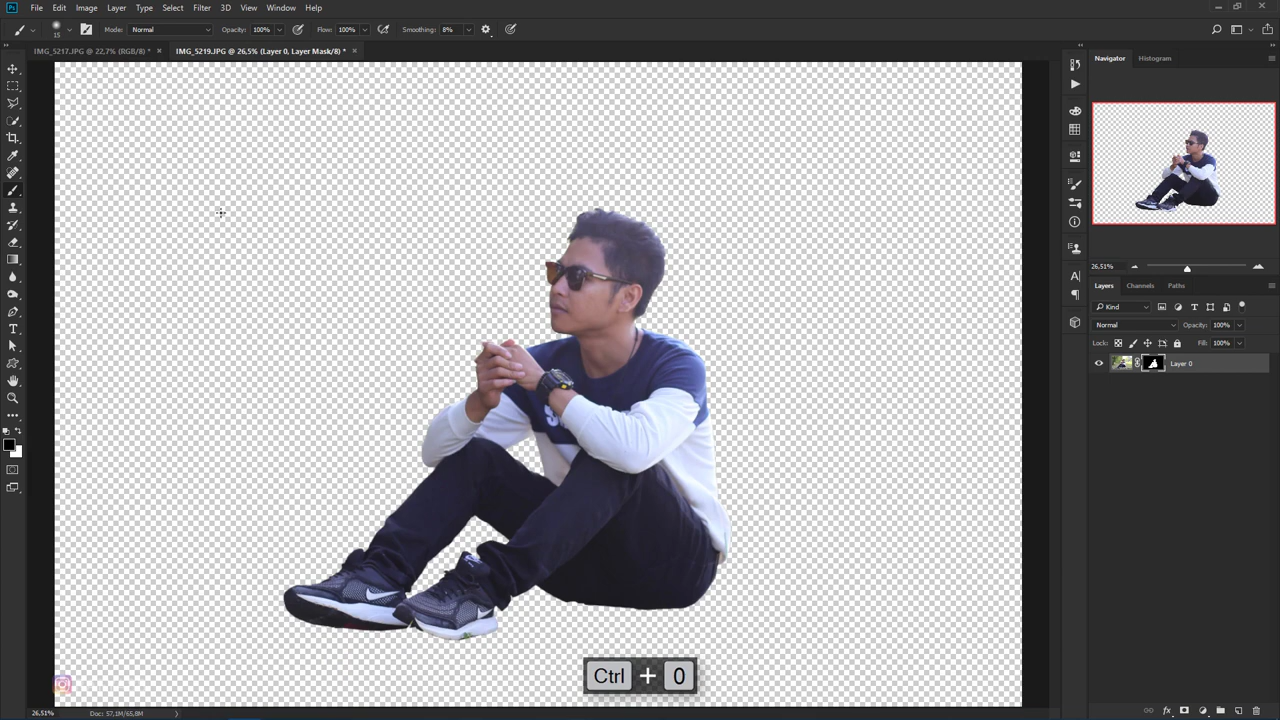 File Edit Image Layer Type Select Filter 3D View Window Help
15 Mode: Normal Opacity: 100% Flow: 100% Smoothing: 8%
IMG_5217.JPG @ 22,7% (RGB/8) * × IMG_5219.JPG @ 26,5% (Layer 0, Layer Mask/8) * ×
Navigator Histogram
26,51%
Layers Channels Paths
Kind
Normal Opacity: 100%
Lock: Fill: 100%
Layer 0
Ctrl + 0
26,51% Doc: 57,1M/65,8M